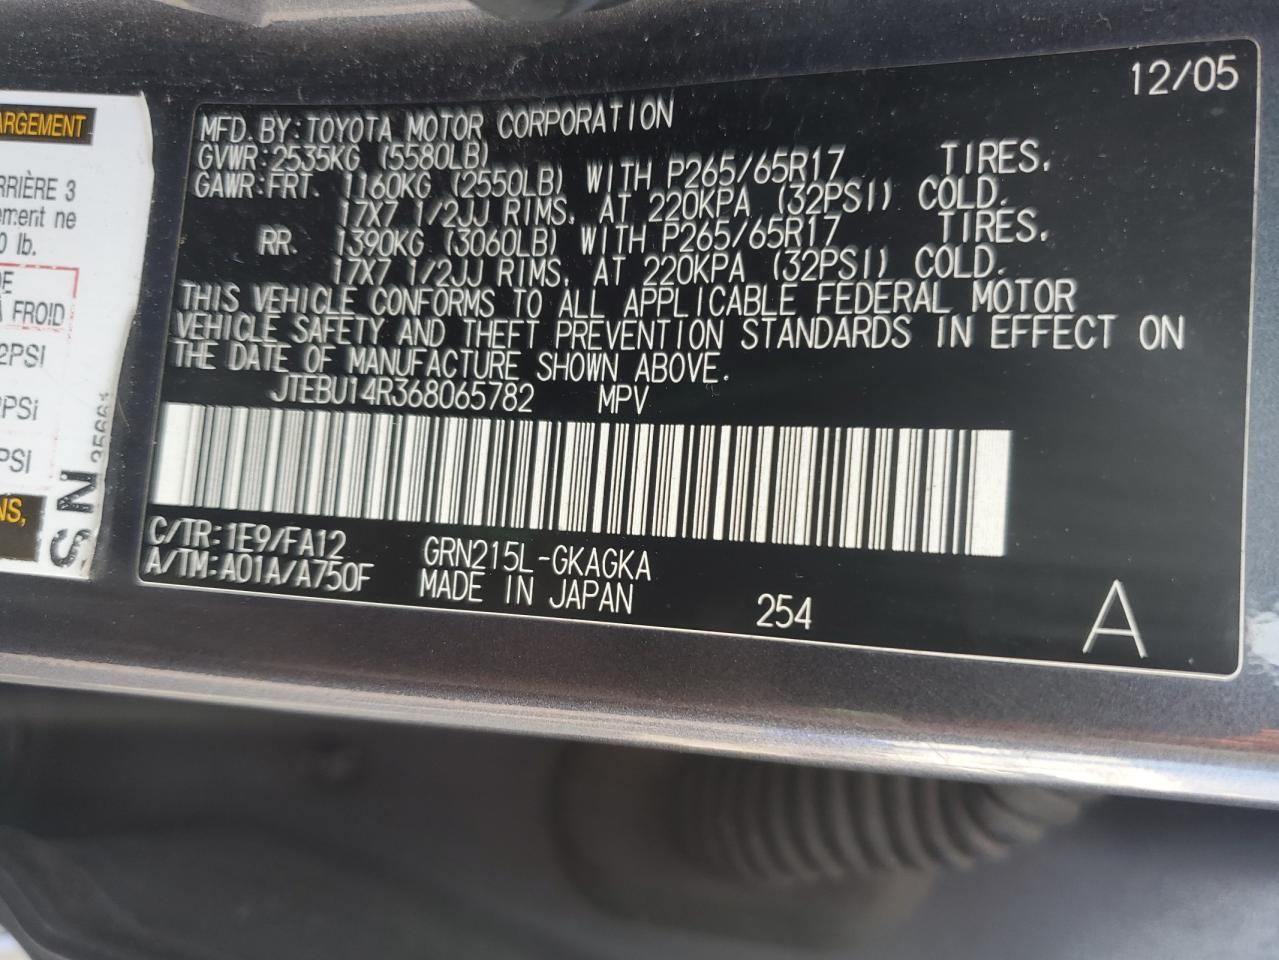 ARGEMENT
RRIÈRE 3
ement ne
0 lb.
DE
FROID
2PSI
2PSi
PSI
NS,
SN
12/05
MFD. BY: TOYOTA MOTOR CORPORATION
GVWR: 2535KG (5580LB)
GAWR: FRT. 1160KG (2550LB) WITH P265/65R17 TIRES,
17X7 1/2JJ RIMS, AT 220KPA (32PSI) COLD.
RR. 1390KG (3060LB) WITH P265/65R17 TIRES,
17X7 1/2JJ RIMS, AT 220KPA (32PSI) COLD.
THIS VEHICLE CONFORMS TO ALL APPLICABLE FEDERAL MOTOR
VEHICLE SAFETY AND THEFT PREVENTION STANDARDS IN EFFECT ON
THE DATE OF MANUFACTURE SHOWN ABOVE.
JTEBU14R368065782 MPV
C/TR: 1E9/FA12 GRN215L-GKAGKA
A/TM: A01A/A750F MADE IN JAPAN 254 A